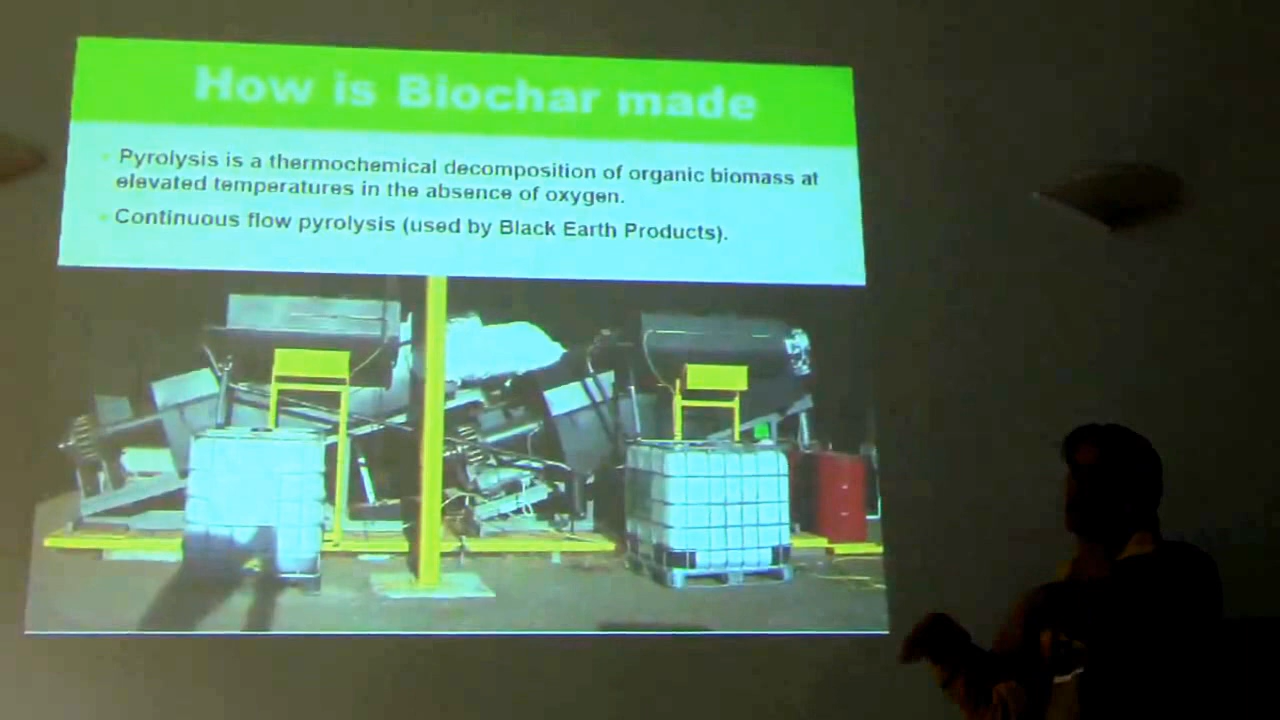 How is Biochar made
Pyrolysis is a thermochemical decomposition of organic biomass at
elevated temperatures in the absence of oxygen.
Continuous flow pyrolysis (used by Black Earth Products).